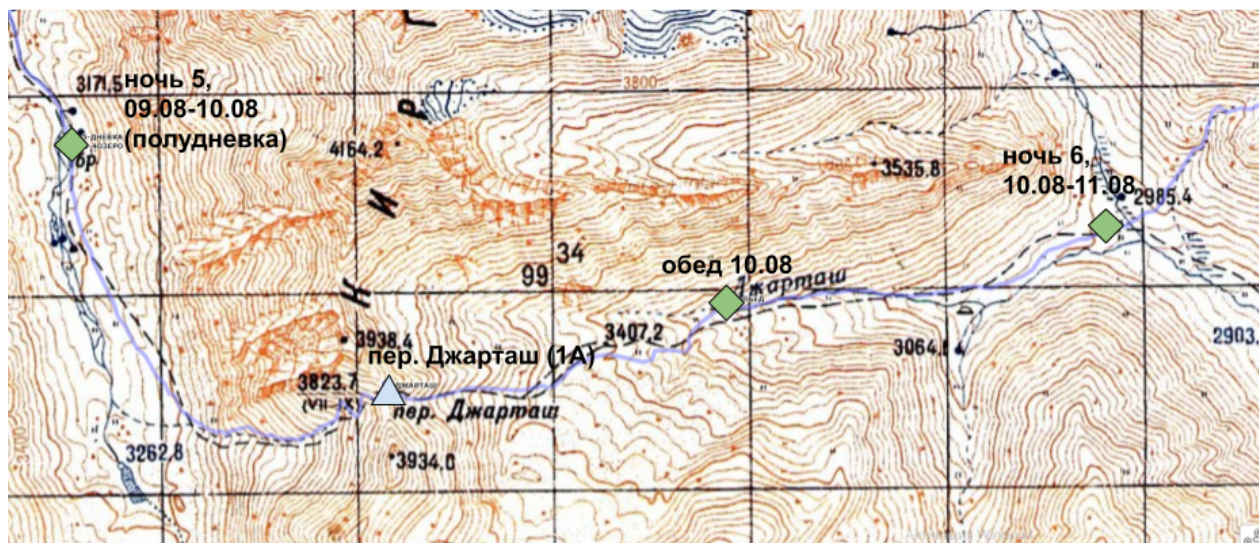 3171.5
ночь 5,
09.08-10.08
(полудневка)
3800
4164.2
К И Р Г
3535.8
ночь 6,
10.08-11.08
2985.4
34
99
обед 10.08
Джарташ
3938.4
3407.2
пер. Джарташ (1А)
3823.7
(VII-IX)
ДЖАРТАШ
пер. Джарташ
3262,8
3934.0
2903.